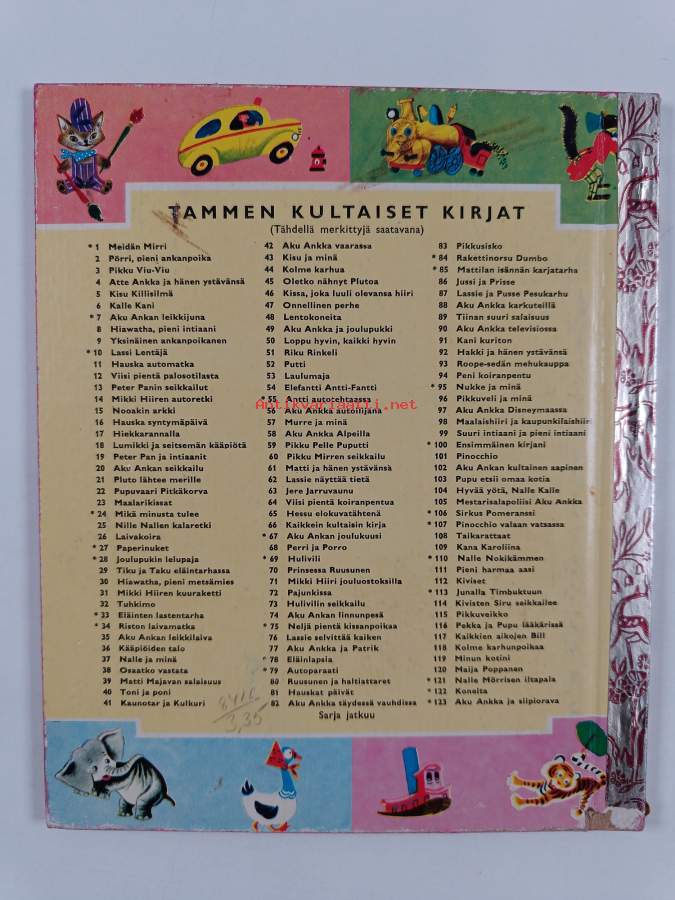 TAMMEN KULTAISET KIRJAT
(Tähdellä merkittyjä saatavana)
* 1 Meidän Mirri
2 Pörri, pieni ankanpoika
3 Pikku Viu-Viu
4 Atte Ankka ja hänen ystävänsä
5 Kisu Killisilmä
6 Kalle Kani
* 7 Aku Ankan leikkijuna
8 Hiawatha, pieni intiaani
9 Yksinäinen ankanpoikanen
* 10 Lassi Lentäjä
11 Hauska automatka
12 Viisi pientä palosotilasta
13 Peter Panin seikkailut
14 Mikki Hiiren autoretki
15 Nooakin arkki
16 Hauska syntymäpäivä
17 Hiekkarannalla
18 Lumikki ja seitsemän kääpiötä
19 Peter Pan ja intiaanit
20 Aku Ankan seikkailu
21 Pluto lähtee merille
22 Pupuvaari Pitkäkorva
23 Maalarikissat
* 24 Mikä minusta tulee
25 Nille Nallen kalaretki
26 Laivakoira
* 27 Paperinuket
* 28 Joulupukin lelupaja
29 Tiku ja Taku eläintarhassa
30 Hiawatha, pieni metsämies
31 Mikki Hiiren kuuraketti
32 Tuhkimo
* 33 Eläinten lastentarha
* 34 Riston laivamatka
35 Aku Ankan leikkilaiva
36 Kääpiöiden talo
37 Nalle ja minä
38 Osaatko vastata
39 Matti Majavan salaisuus
40 Toni ja poni
41 Kaunotar ja Kulkuri
42 Aku Ankka vaarassa
43 Kisu ja minä
44 Kolme karhua
45 Oletko nähnyt Plutoa
46 Kissa, joka luuli olevansa hiiri
47 Onnellinen perhe
48 Lentokoneita
49 Aku Ankka ja joulupukki
50 Loppu hyvin, kaikki hyvin
51 Riku Rinkeli
52 Putti
53 Laulumaja
54 Elefantti Antti-Fantti
* 55 Antti autotehtaassa
56 Aku Ankka autoilijana
57 Murre ja minä
58 Aku Ankka Alpeilla
59 Pikku Pelle Puputti
60 Pikku Mirren seikkailu
61 Matti ja hänen ystävänsä
62 Lassie näyttää tietä
63 Jere Jarruvaunu
64 Viisi pientä koiranpentua
65 Hessu elokuvatähtenä
66 Kaikkein kultaisin kirja
* 67 Aku Ankan joulukuusi
68 Perri ja Porro
* 69 Hulivili
70 Prinsessa Ruusunen
71 Mikki Hiiri jouluostoksilla
72 Pajunkissa
73 Hulivilin seikkailu
74 Aku Ankan linnunpesä
* 75 Neljä pientä kissanpoikaa
76 Lassie selvittää kaiken
77 Aku Ankka ja Patrik
* 78 Eläinlapsia
* 79 Autoparaati
80 Ruusunen ja haltiattaret
81 Hauskat päivät
82 Aku Ankka täydessä vauhdissa
83 Pikkusisko
* 84 Rakettinorsu Dumbo
* 85 Mattilan isännän karjatarha
86 Jussi ja Prisse
87 Lassie ja Pusse Pesukarhu
88 Aku Ankka karkuteillä
89 Tiinan suuri salaisuus
90 Aku Ankka televisiossa
91 Kani kuriton
92 Hakki ja hänen ystävänsä
93 Roope-sedän mehukauppa
94 Peni koiranpentu
* 95 Nukke ja minä
96 Pikkuveli ja minä
97 Aku Ankka Disneymaassa
98 Maalaishiiri ja kaupunkilaishiiri
99 Suuri intiaani ja pieni intiaani
* 100 Ensimmäinen kirjani
101 Pinocchio
102 Aku Ankan kultainen aapinen
103 Pupu etsii omaa kotia
104 Hyvää yötä, Nalle Kalle
105 Mestarisalapoliisi Aku Ankka
* 106 Sirkus Pomeranssi
* 107 Pinocchio valaan vatsassa
108 Taikarattaat
109 Kana Karoliina
* 110 Nalle Nokikämmen
111 Pieni harmaa aasi
112 Kiviset
* 113 Junalla Timbuktuun
114 Kivisten Siru seikkailee
115 Pikkuveikko
116 Pekka ja Pupu lääkärissä
117 Kaikkien aikojen Bill
118 Kolme karhunpoikaa
119 Minun kotini
120 Maija Poppanen
* 121 Nalle Mörrisen iltapala
* 122 Koneita
* 123 Aku Ankka ja siipiorava
Sarja jatkuu
3,35
Antikvariaatti.net